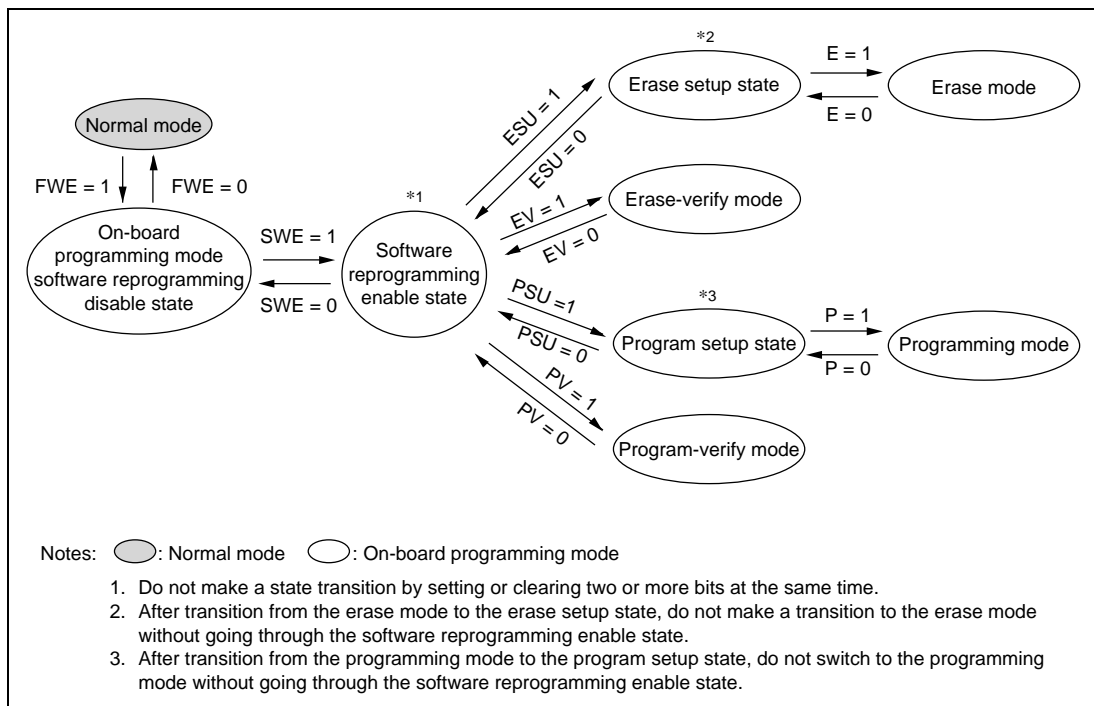 *2
Erase setup state
E = 1
E = 0
Erase mode
Normal mode
ESU = 1
ESU = 0
FWE = 1
FWE = 0
*1
EV = 1
EV = 0
Erase-verify mode
On-board
programming mode
software reprogramming
disable state
SWE = 1
SWE = 0
Software
reprogramming
enable state
PSU =1
PSU = 0
*3
Program setup state
P = 1
P = 0
Programming mode
PV = 1
PV = 0
Program-verify mode
Notes: : Normal mode : On-board programming mode
1. Do not make a state transition by setting or clearing two or more bits at the same time.
2. After transition from the erase mode to the erase setup state, do not make a transition to the erase mode
without going through the software reprogramming enable state.
3. After transition from the programming mode to the program setup state, do not switch to the programming
mode without going through the software reprogramming enable state.